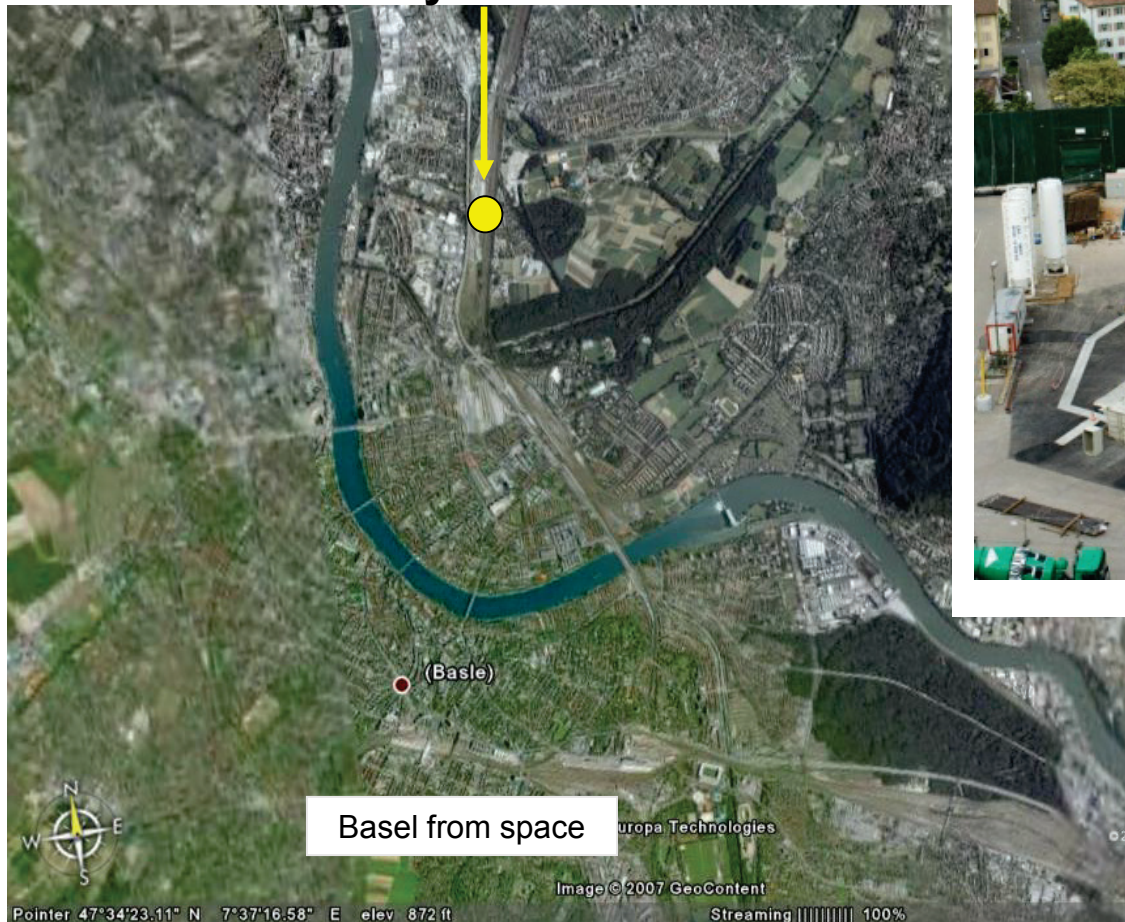 y
(Basle)
Basel from space
uropa Technologies
N
W
E
S
© 2
Image © 2007 GeoContent
Pointer 47°34'23.11" N 7°37'16.58" E elev 872 ft
Streaming |||||||||| 100%